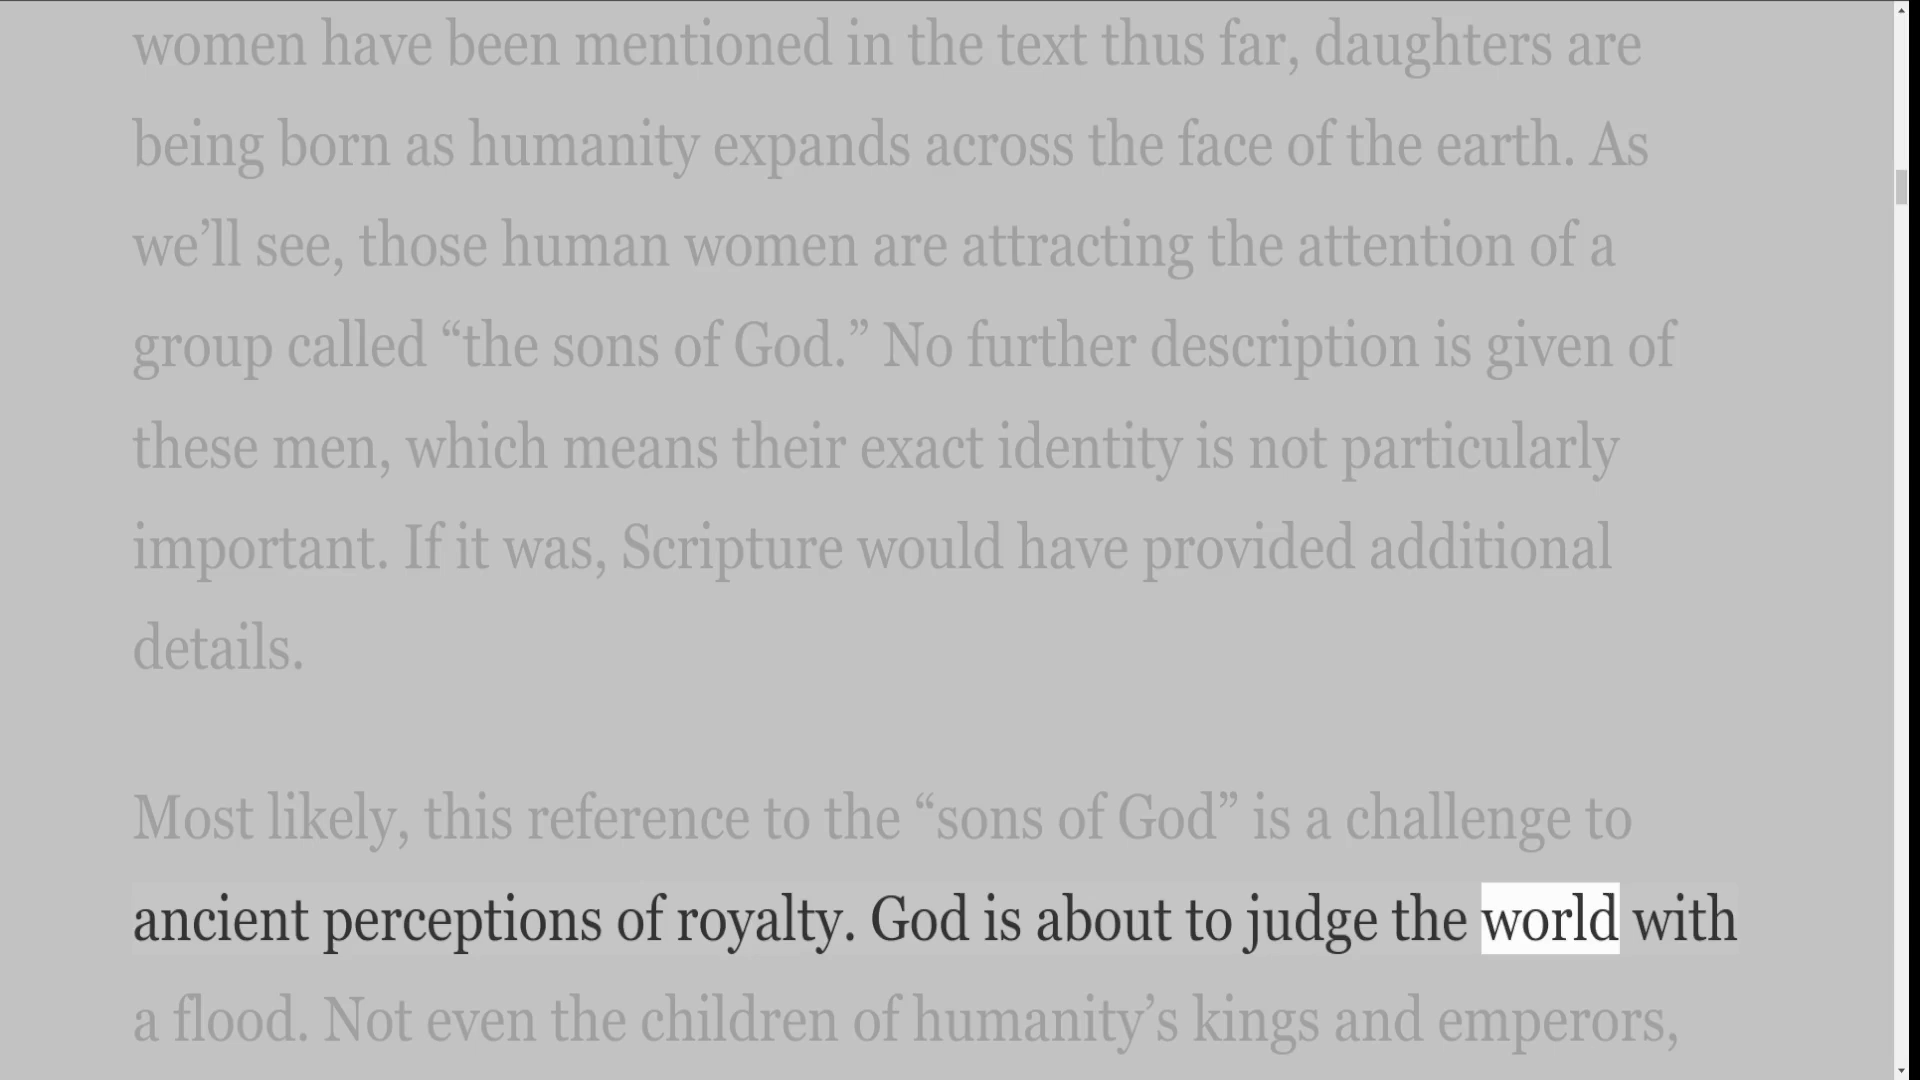 women have been mentioned in the text thus far, daughters are
being born as humanity expands across the face of the earth. As
we’ll see, those human women are attracting the attention of a
group called “the sons of God.” No further description is given of
these men, which means their exact identity is not particularly
important. If it was, Scripture would have provided additional
details.
Most likely, this reference to the “sons of God” is a challenge to
ancient perceptions of royalty. God is about to judge the world with
a flood. Not even the children of humanity’s kings and emperors,